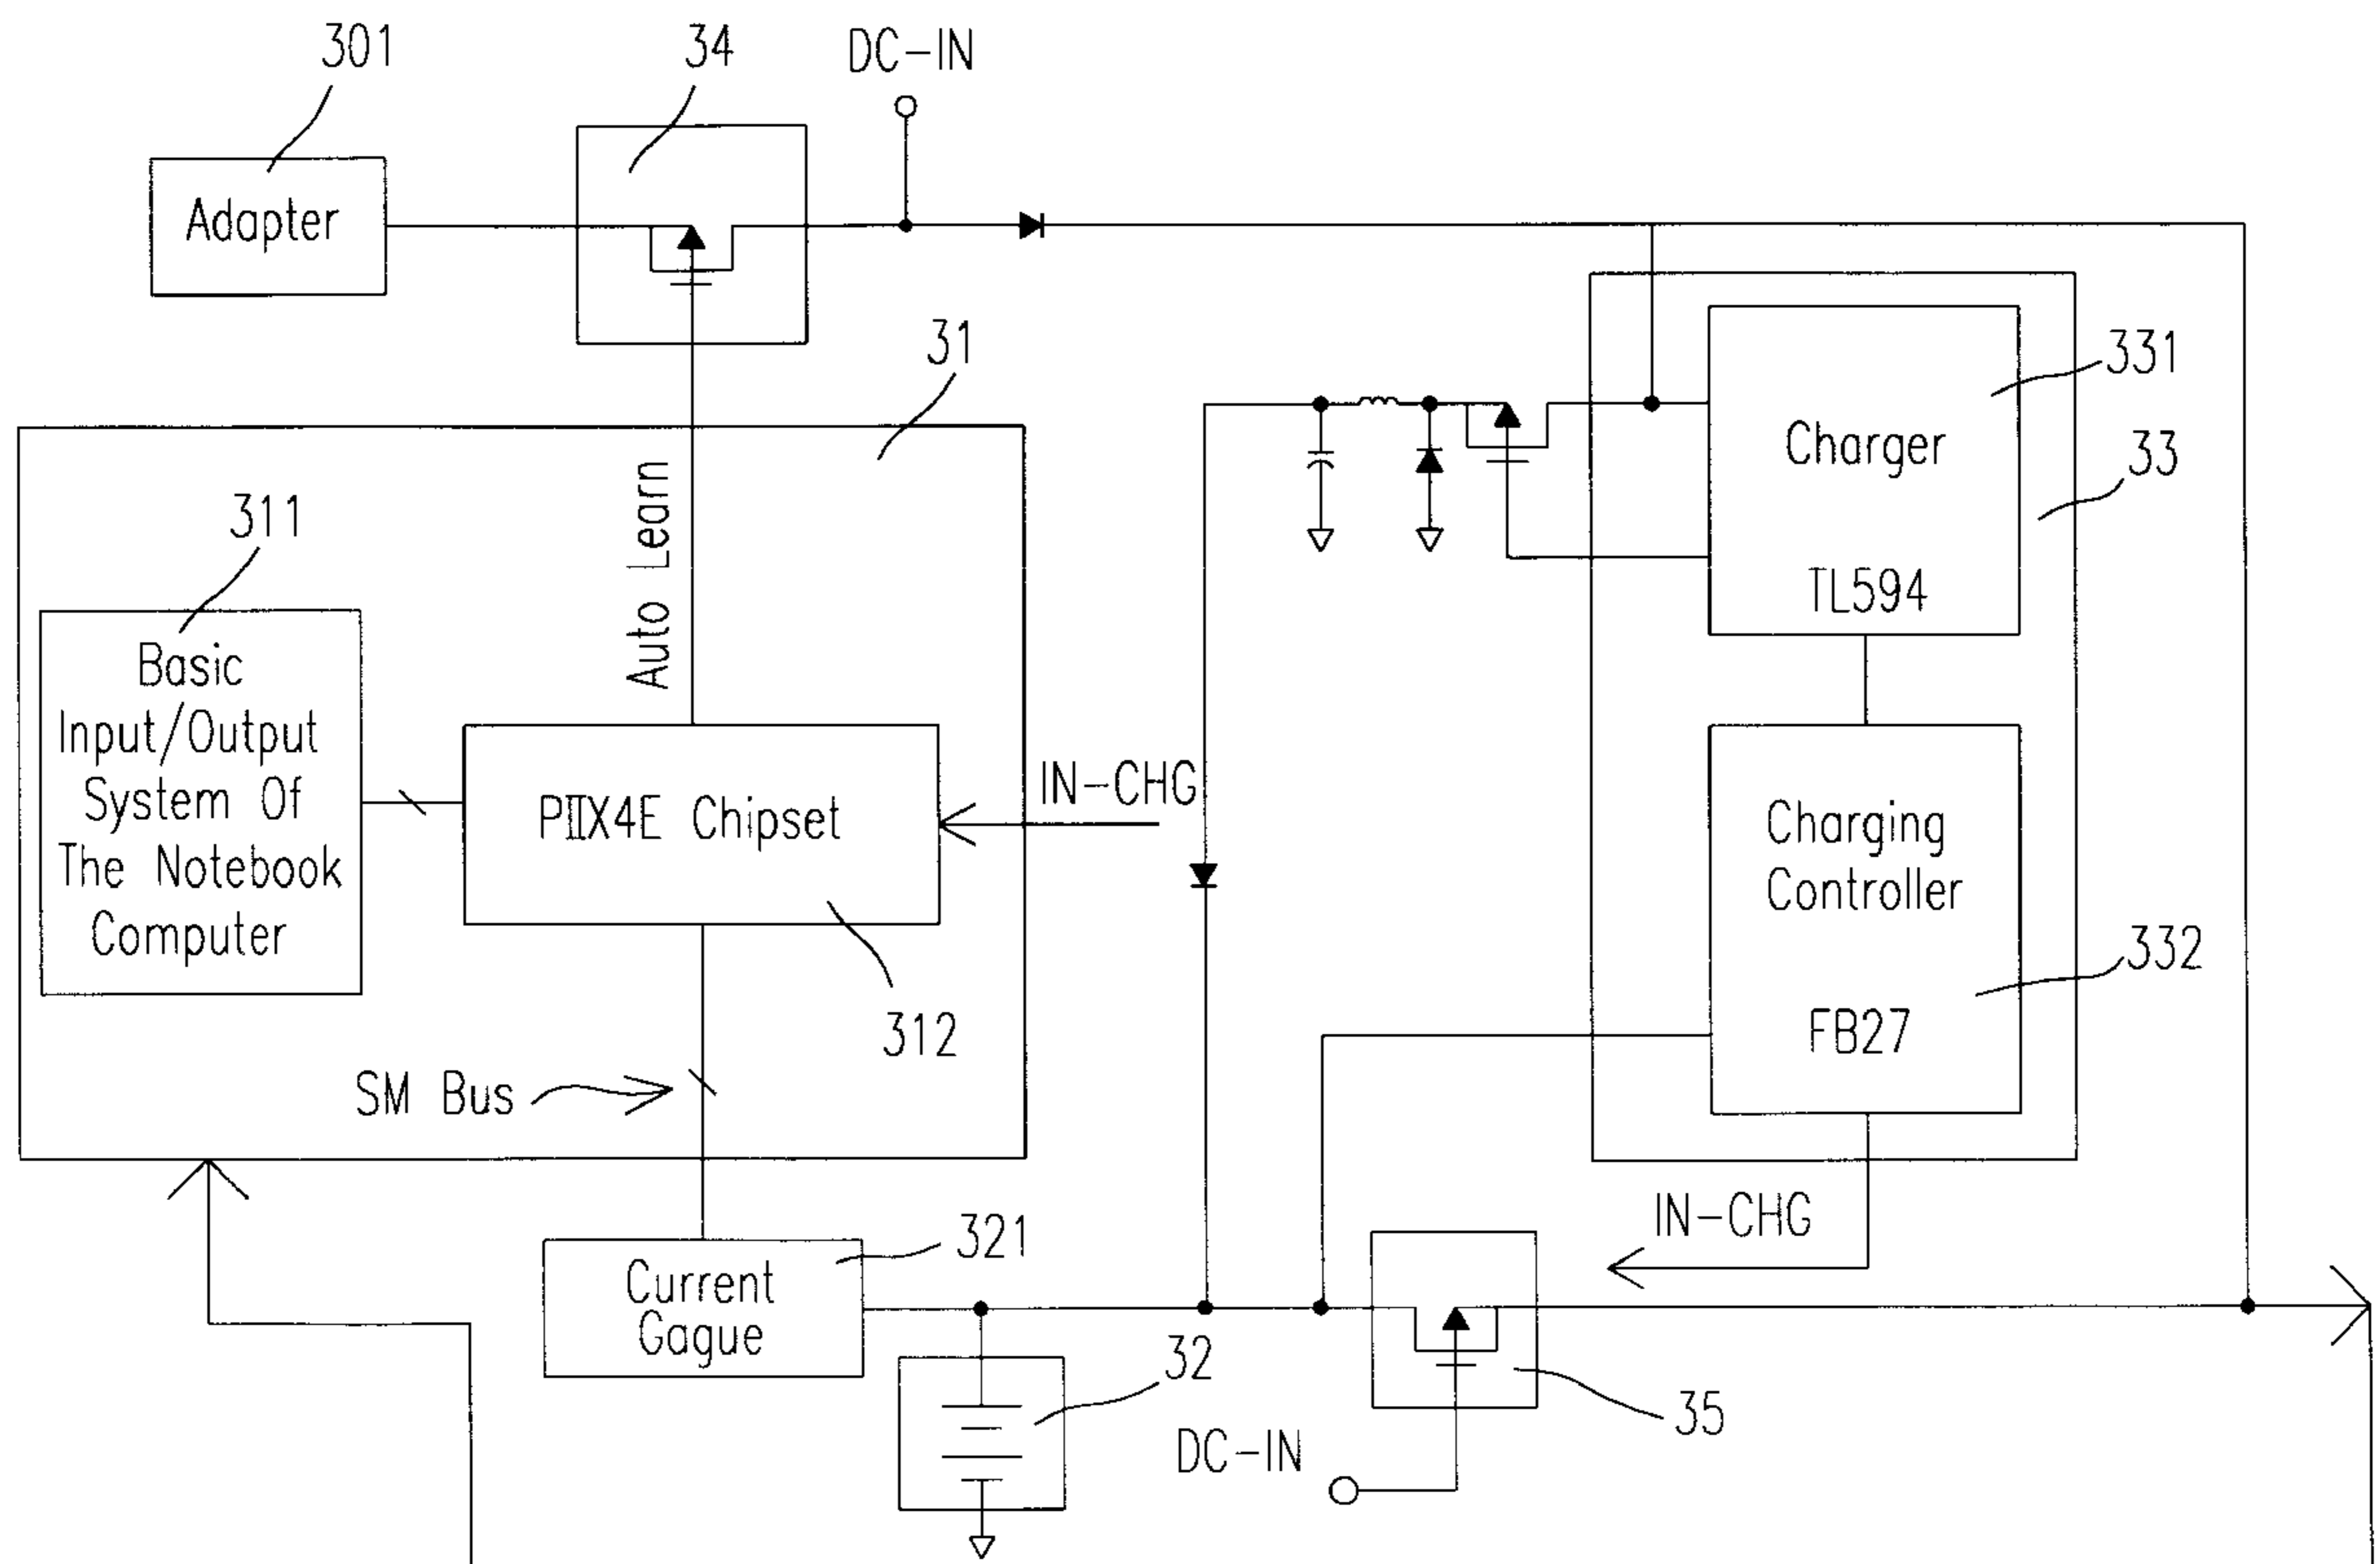 301
34
DC-IN
Adapter
31
331
Charger
33
TL594
311
Auto Learn
Basic
Input/Output
System Of
The Notebook
Computer
PIIX4E Chipset
IN-CHG
312
Charging
Controller
332
FB27
SM Bus
IN-CHG
321
Current
Gague
32
35
DC-IN